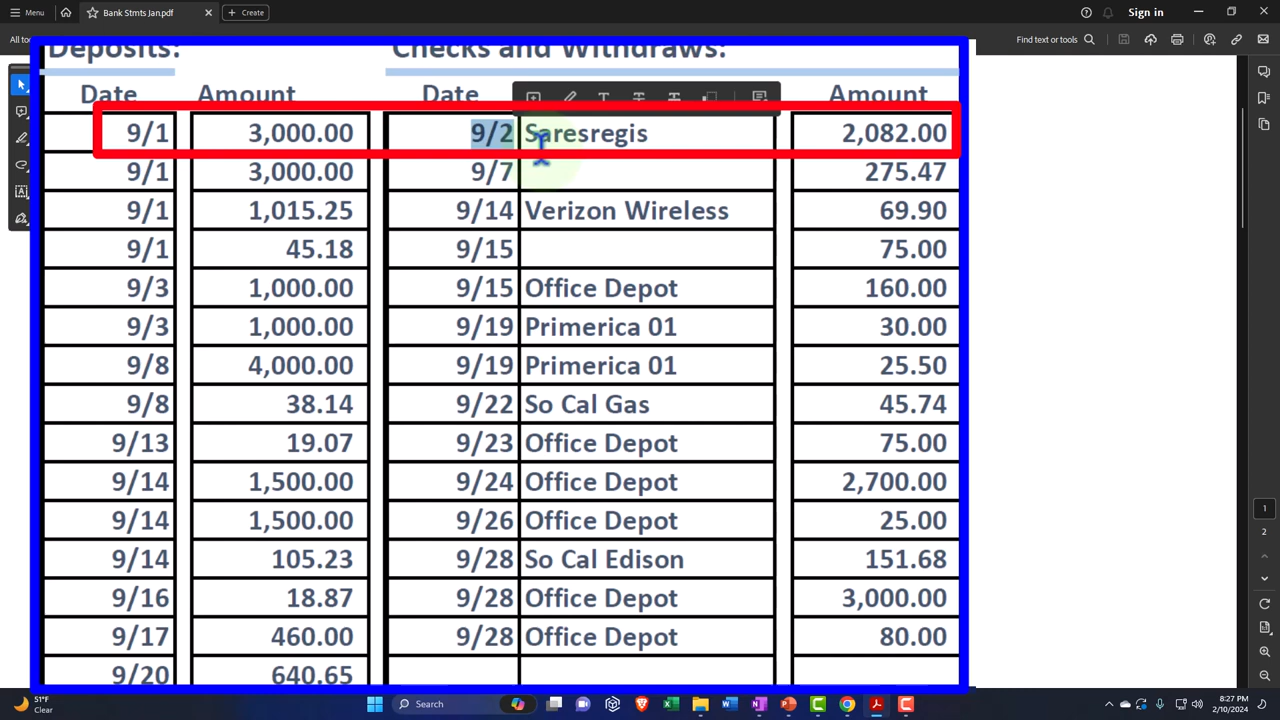 Menu
Bank Stmts Jan.pdf
Create
Sign in
All to
Find text or tools
Deposits:
Checks and Withdraws:
Date Amount Date Amount
9/1 3,000.00 9/2 Saresregis 2,082.00
9/1 3,000.00 9/7 275.47
9/1 1,015.25 9/14 Verizon Wireless 69.90
9/1 45.18 9/15 75.00
9/3 1,000.00 9/15 Office Depot 160.00
9/3 1,000.00 9/19 Primerica 01 30.00
9/8 4,000.00 9/19 Primerica 01 25.50
9/8 38.14 9/22 So Cal Gas 45.74
9/13 19.07 9/23 Office Depot 75.00
9/14 1,500.00 9/24 Office Depot 2,700.00
9/14 1,500.00 9/26 Office Depot 25.00
9/14 105.23 9/28 So Cal Edison 151.68
9/16 18.87 9/28 Office Depot 3,000.00
9/17 460.00 9/28 Office Depot 80.00
9/20 640.65
1
2
51°F
Clear
Search
8:27 PM
2/10/2024